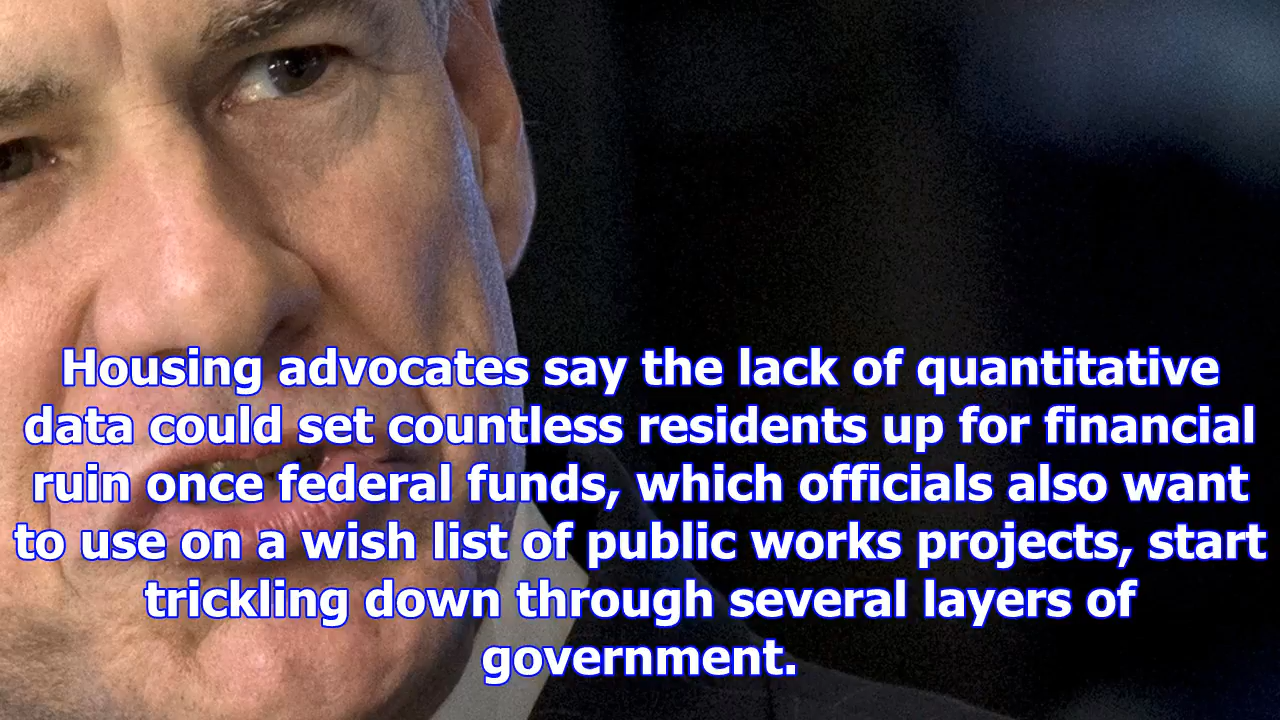 Housing advocates say the lack of quantitative
data could set countless residents up for financial
ruin once federal funds, which officials also want
to use on a wish list of public works projects, start
trickling down through several layers of
government.